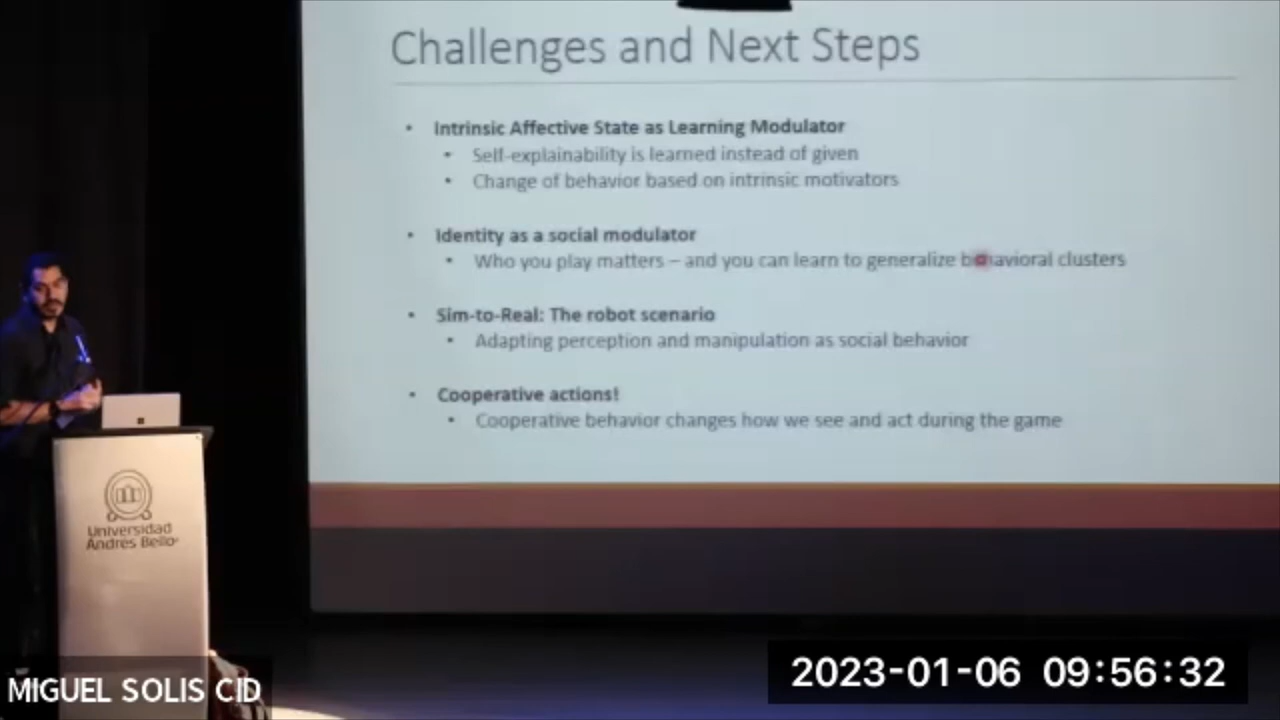 Challenges and Next Steps
• Intrinsic Affective State as Learning Modulator
• Self-explainability is learned instead of given
• Change of behavior based on intrinsic motivators
• Identity as a social modulator
• Who you play matters – and you can learn to generalize behavioral clusters
• Sim-to-Real: The robot scenario
• Adapting perception and manipulation as social behavior
• Cooperative actions!
• Cooperative behavior changes how we see and act during the game
Universidad
Andres Bello
MIGUEL SOLIS CID
2023-01-06 09:56:32